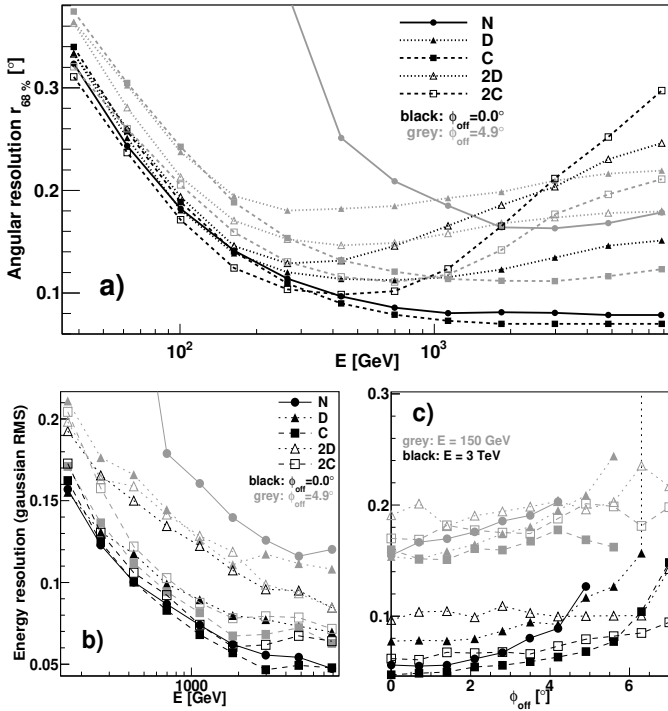 Angular resolution r68 % [°]
0.3
0.2
0.1
a)
N
D
C
2D
2C
black: ϕoff=0.0°
grey: ϕoff=4.9°
10²
10³
E [GeV]
Energy resolution (gaussian RMS)
0.2
0.15
0.1
0.05
b)
N
D
C
2D
2C
black: ϕoff=0.0°
grey: ϕoff=4.9°
1000
E [GeV]
0.3
0.2
0.1
c)
grey: E = 150 GeV
black: E = 3 TeV
0 2 4 6
ϕoff [°]